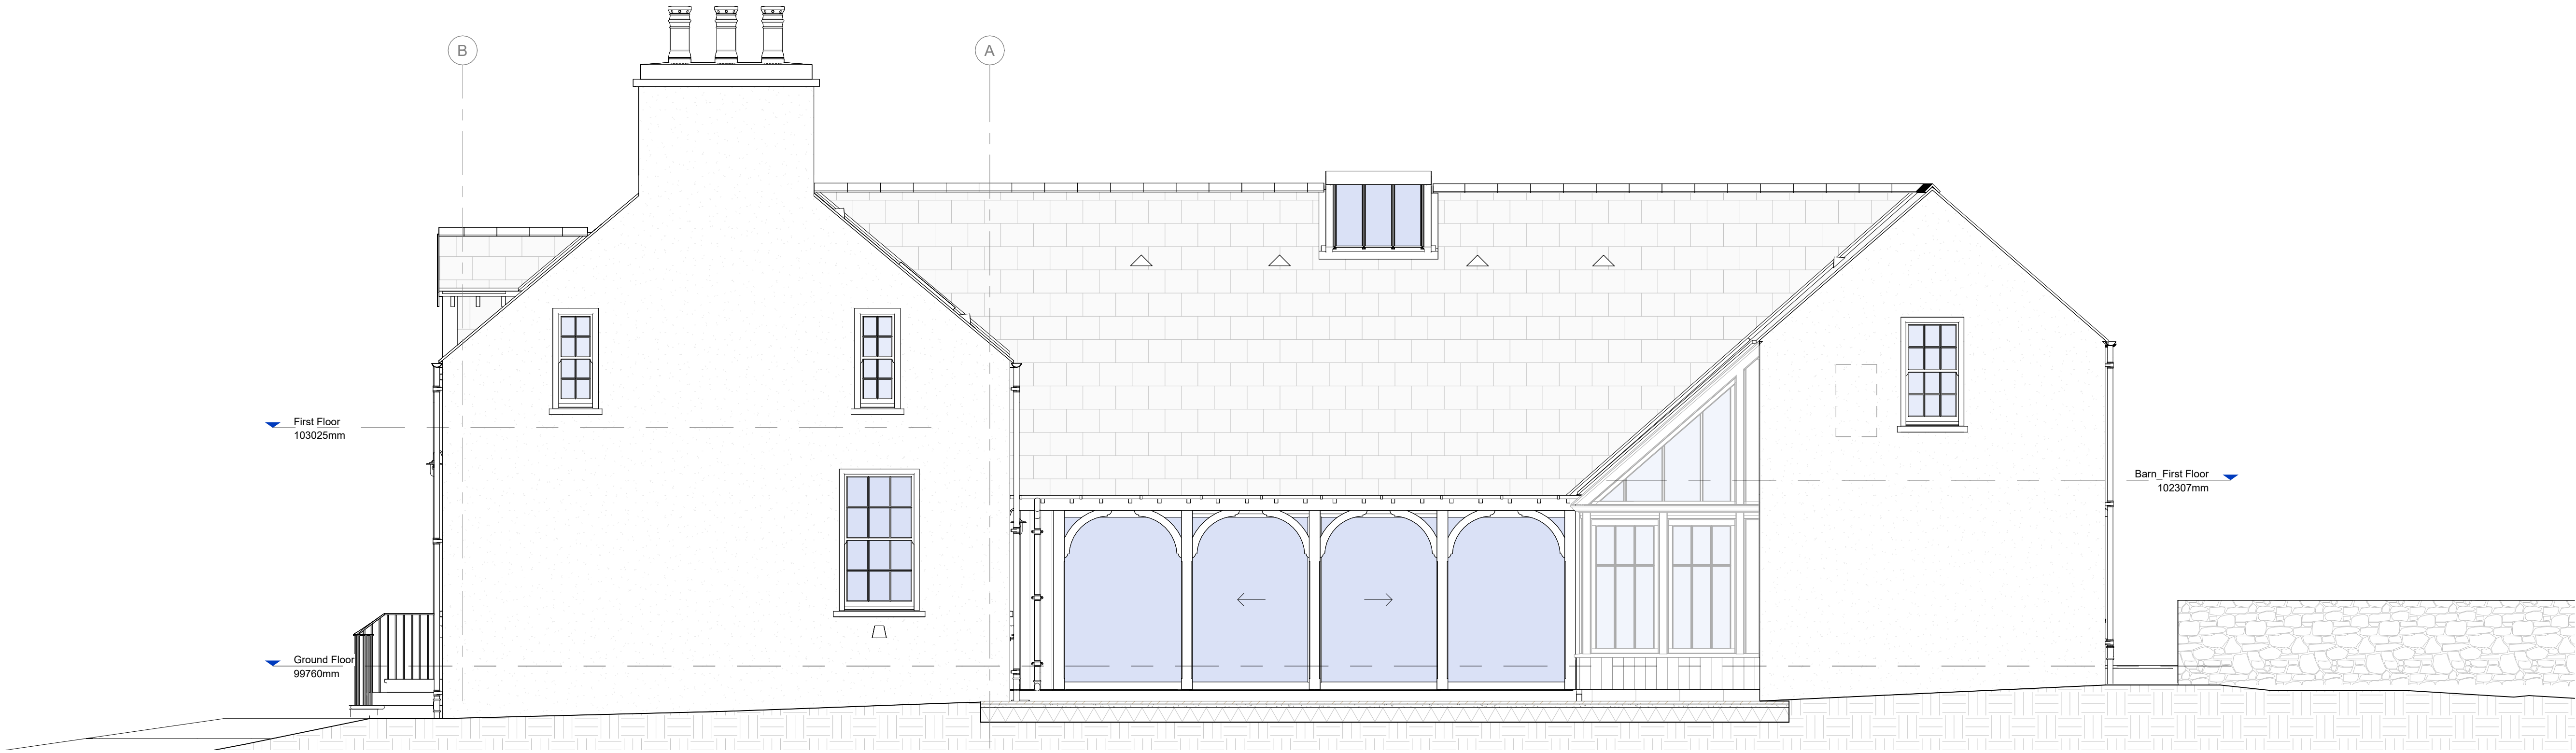 B
A
First Floor
103025mm
Barn_First Floor
102307mm
Ground Floor
99760mm